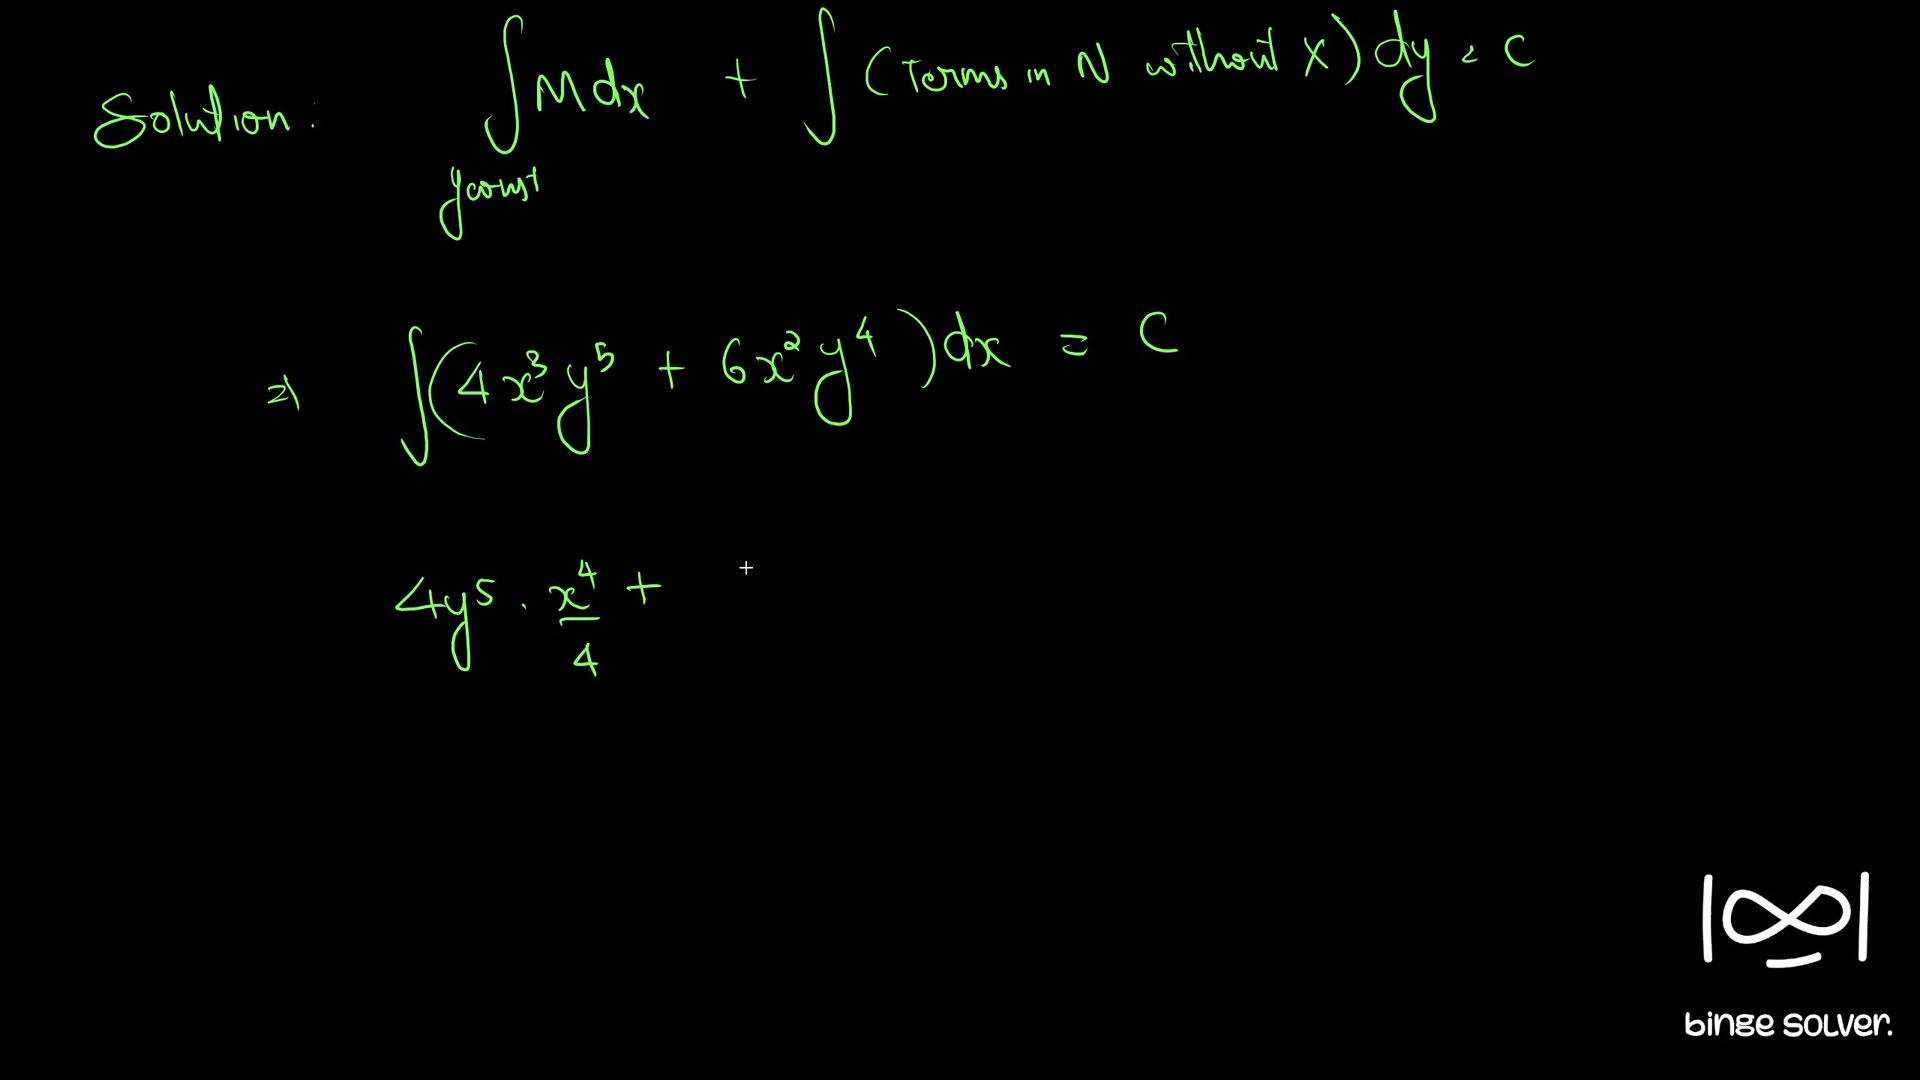 Solution: ∫ M dx + ∫ (Terms in N without x) dy = C
y const
⇒ ∫(4x³y⁵ + 6x²y⁴)dx = C
4y⁵ · x⁴/4 +
binge solver.